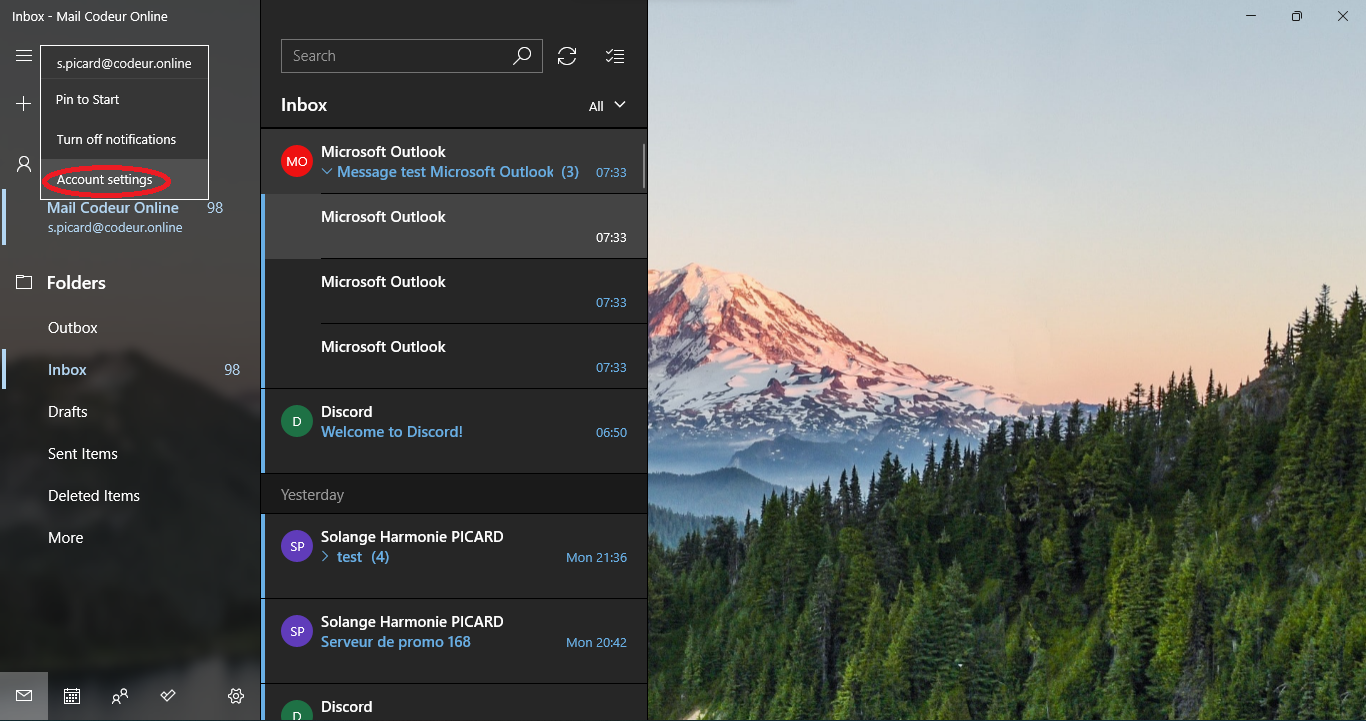 Inbox - Mail Codeur Online
s.picard@codeur.online
Pin to Start
Turn off notifications
Account settings
Mail Codeur Online 98
s.picard@codeur.online
Folders
Outbox
Inbox 98
Drafts
Sent Items
Deleted Items
More
Search
Inbox
All
MO
Microsoft Outlook
Message test Microsoft Outlook (3) 07:33
Microsoft Outlook
07:33
Microsoft Outlook
07:33
Microsoft Outlook
07:33
D
Discord
Welcome to Discord! 06:50
Yesterday
SP
Solange Harmonie PICARD
test (4) Mon 21:36
SP
Solange Harmonie PICARD
Serveur de promo 168 Mon 20:42
D
Discord